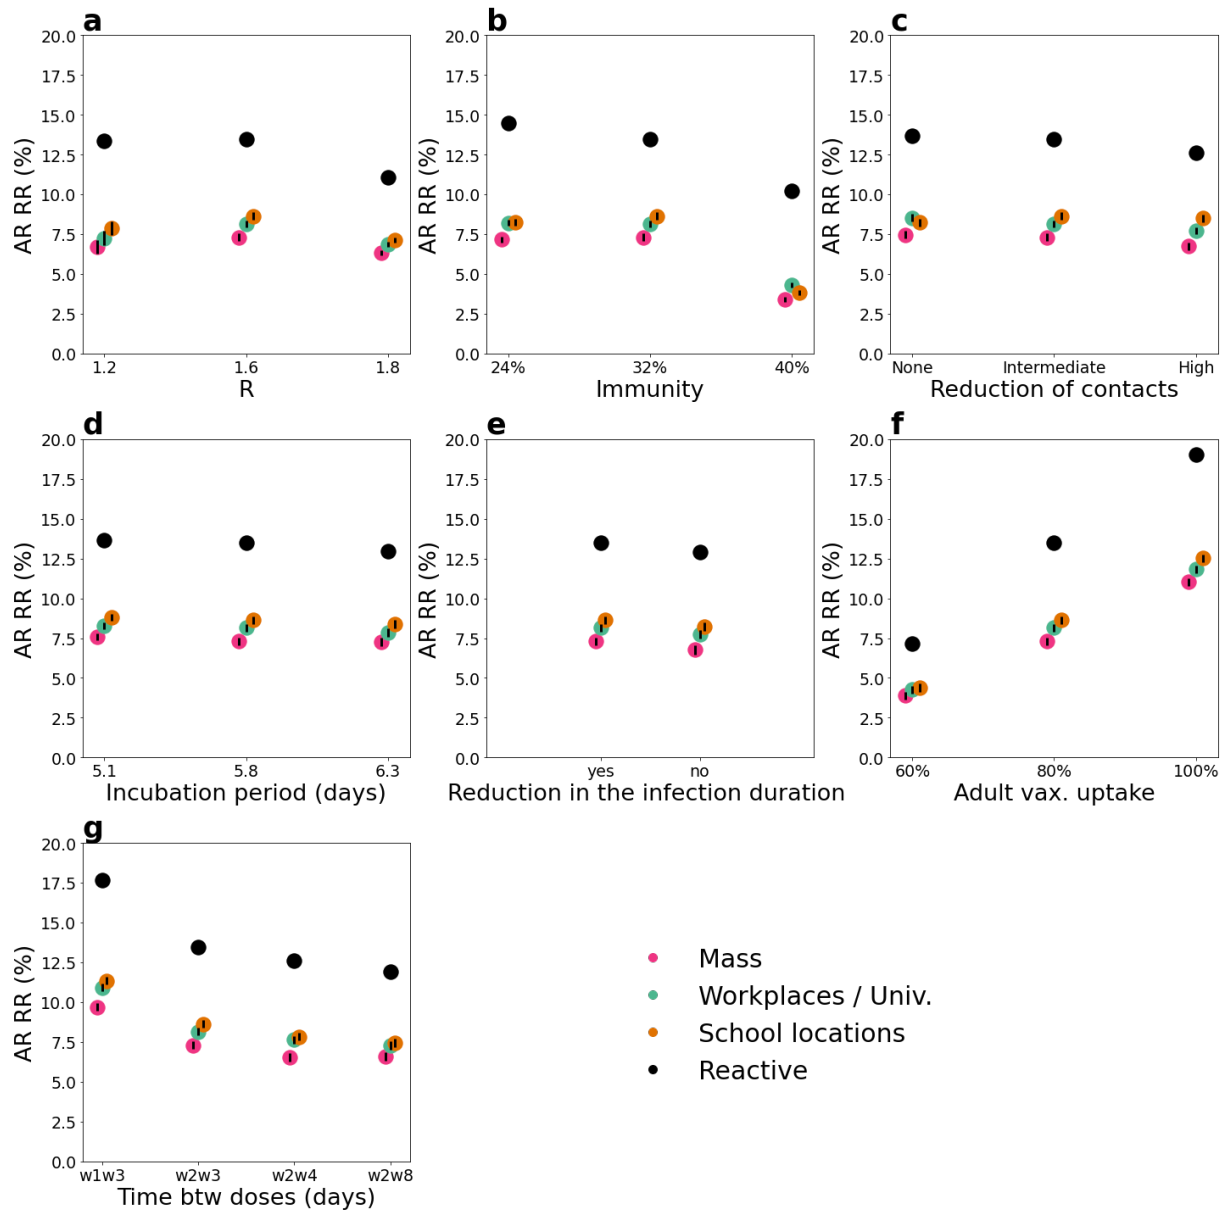 a
20.0
17.5
15.0
12.5
10.0
7.5
5.0
2.5
0.0
AR RR (%)
1.2 1.6 1.8
R
b
20.0
17.5
15.0
12.5
10.0
7.5
5.0
2.5
0.0
AR RR (%)
24% 32% 40%
Immunity
c
20.0
17.5
15.0
12.5
10.0
7.5
5.0
2.5
0.0
AR RR (%)
None Intermediate High
Reduction of contacts
d
20.0
17.5
15.0
12.5
10.0
7.5
5.0
2.5
0.0
AR RR (%)
5.1 5.8 6.3
Incubation period (days)
e
20.0
17.5
15.0
12.5
10.0
7.5
5.0
2.5
0.0
AR RR (%)
yes no
Reduction in the infection duration
f
20.0
17.5
15.0
12.5
10.0
7.5
5.0
2.5
0.0
AR RR (%)
60% 80% 100%
Adult vax. uptake
g
20.0
17.5
15.0
12.5
10.0
7.5
5.0
2.5
0.0
AR RR (%)
w1w3 w2w3 w2w4 w2w8
Time btw doses (days)
Mass
Workplaces / Univ.
School locations
Reactive